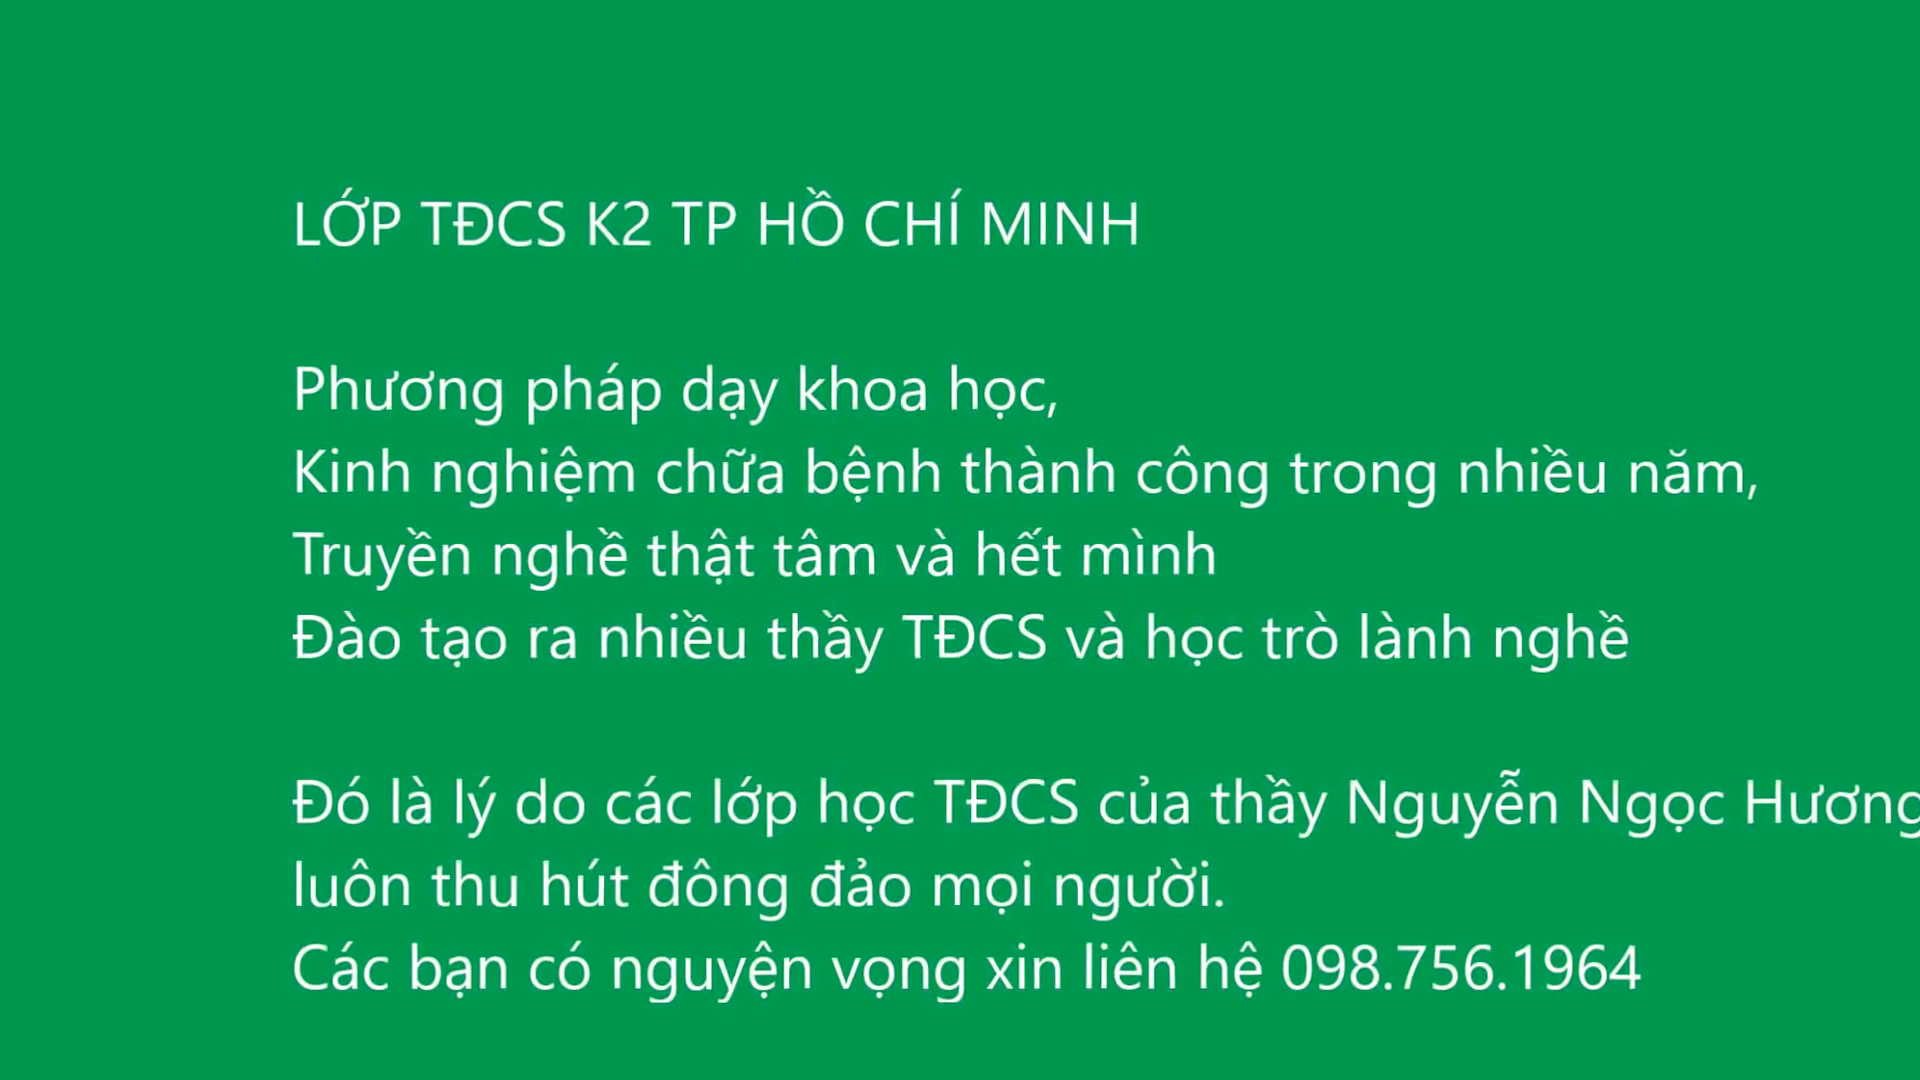 LỚP TĐCS K2 TP HỒ CHÍ MINH
Phương pháp dạy khoa học,
Kinh nghiệm chữa bệnh thành công trong nhiều năm,
Truyền nghề thật tâm và hết mình
Đào tạo ra nhiều thầy TĐCS và học trò lành nghề
Đó là lý do các lớp học TĐCS của thầy Nguyễn Ngọc Hương
luôn thu hút đông đảo mọi người.
Các bạn có nguyện vọng xin liên hệ 098.756.1964